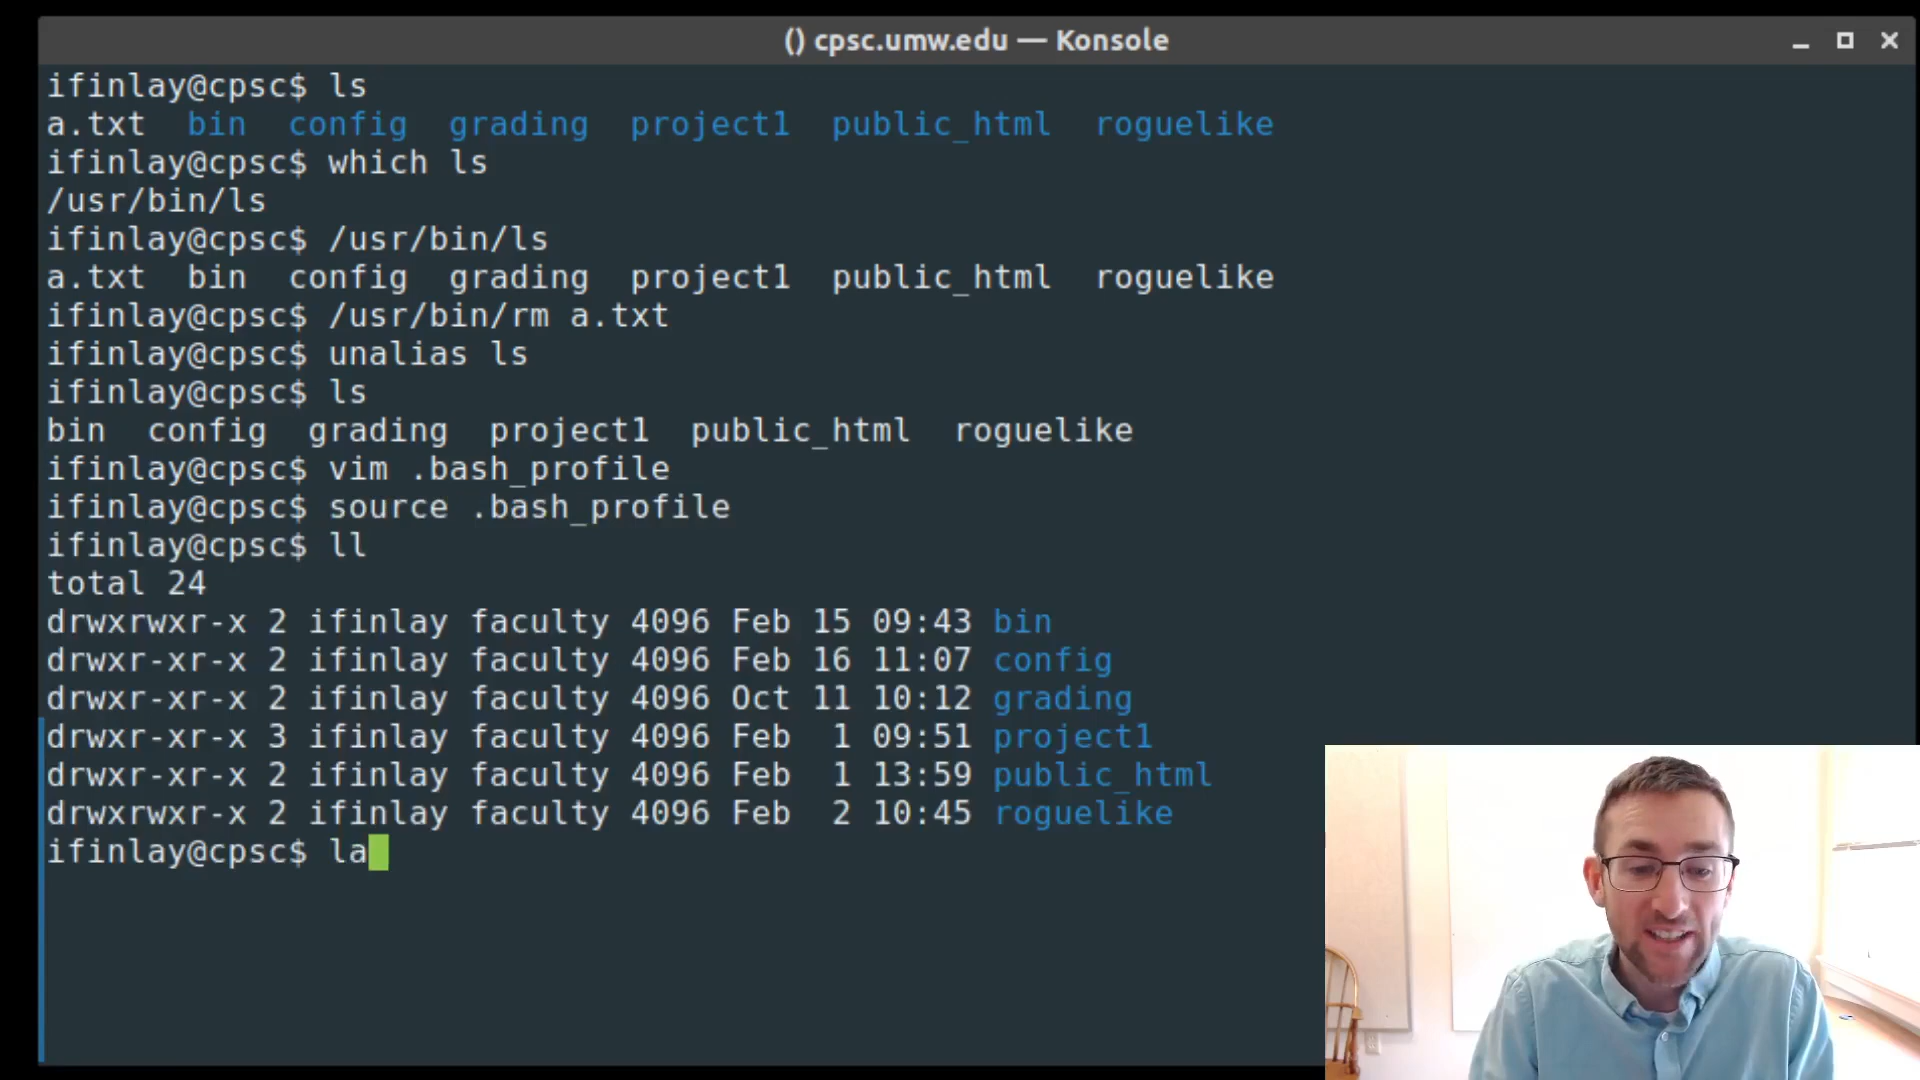 () cpsc.umw.edu — Konsole
ifinlay@cpsc$ ls
a.txt  bin  config  grading  project1  public_html  roguelike
ifinlay@cpsc$ which ls
/usr/bin/ls
ifinlay@cpsc$ /usr/bin/ls
a.txt  bin  config  grading  project1  public_html  roguelike
ifinlay@cpsc$ /usr/bin/rm a.txt
ifinlay@cpsc$ unalias ls
ifinlay@cpsc$ ls
bin  config  grading  project1  public_html  roguelike
ifinlay@cpsc$ vim .bash_profile
ifinlay@cpsc$ source .bash_profile
ifinlay@cpsc$ ll
total 24
drwxrwxr-x 2 ifinlay faculty 4096 Feb 15 09:43 bin
drwxr-xr-x 2 ifinlay faculty 4096 Feb 16 11:07 config
drwxr-xr-x 2 ifinlay faculty 4096 Oct 11 10:12 grading
drwxr-xr-x 3 ifinlay faculty 4096 Feb  1 09:51 project1
drwxr-xr-x 2 ifinlay faculty 4096 Feb  1 13:59 public_html
drwxrwxr-x 2 ifinlay faculty 4096 Feb  2 10:45 roguelike
ifinlay@cpsc$ la